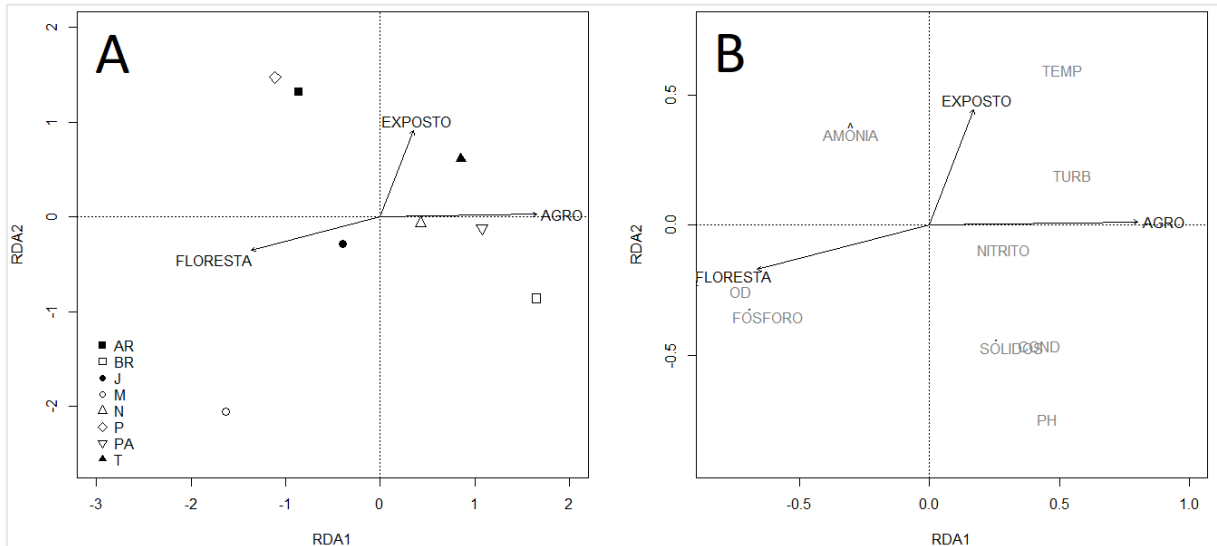 A
2
1
0
-1
-2
RDA2
EXPOSTO
AGRO
FLORESTA
AR
BR
J
M
N
P
PA
T
-3
-2
-1
0
1
2
RDA1
B
0.5
0.0
-0.5
RDA2
TEMP
EXPOSTO
AMÔNIA
TURB
AGRO
NITRITO
FLORESTA
OD
FÓSFORO
SÓLIDOS
COND
PH
-0.5
0.0
0.5
1.0
RDA1